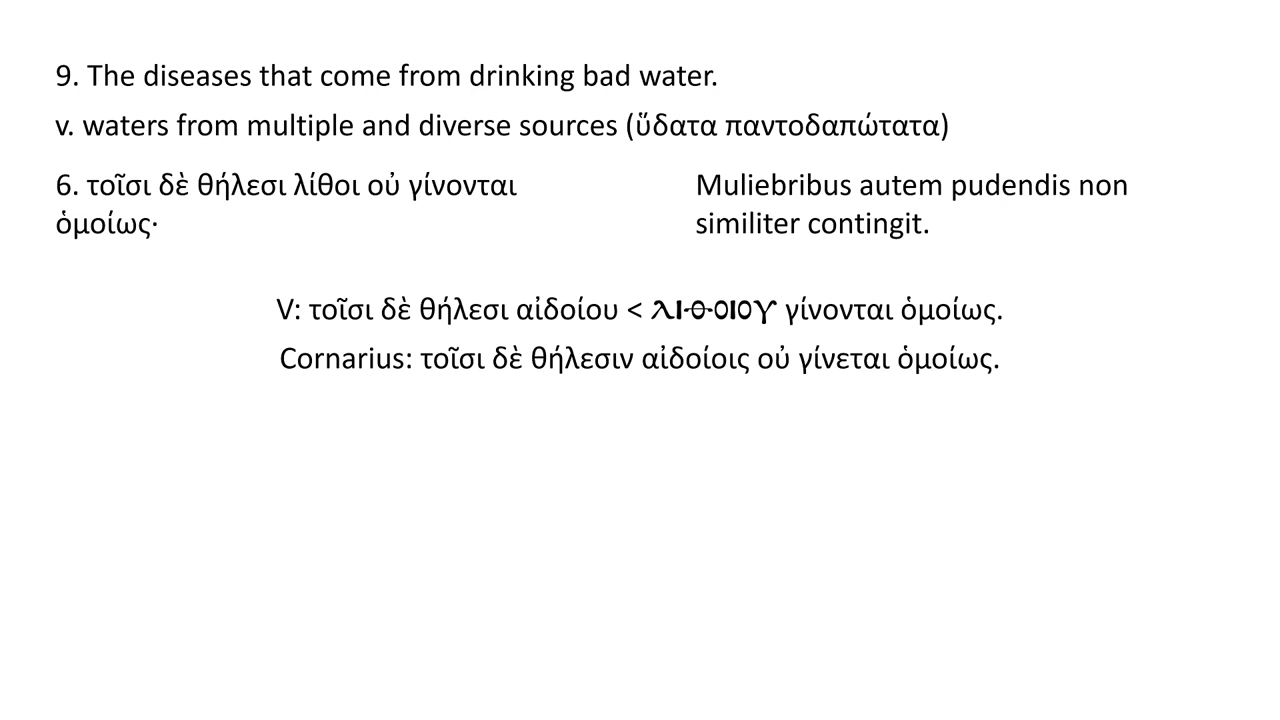 9. The diseases that come from drinking bad water.
v. waters from multiple and diverse sources (ὕδατα παντοδαπώτατα)
6. τοῖσι δὲ θήλεσι λίθοι οὐ γίνονται
ὁμοίως·
Muliebribus autem pudendis non
similiter contingit.
V: τοῖσι δὲ θήλεσι αἰδοίου < ΛΙΘΟΙΟΥ γίνονται ὁμοίως.
Cornarius: τοῖσι δὲ θήλεσιν αἰδοίοις οὐ γίνεται ὁμοίως.